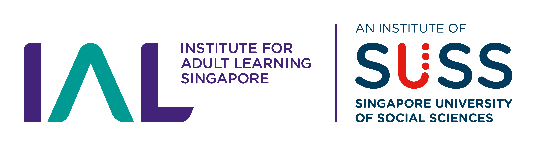 IAL
INSTITUTE FOR
ADULT LEARNING
SINGAPORE
AN INSTITUTE OF
SUSS
SINGAPORE UNIVERSITY
OF SOCIAL SCIENCES